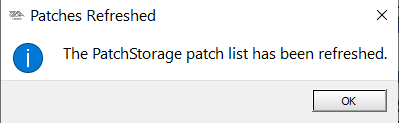 Patches Refreshed
The PatchStorage patch list has been refreshed.
OK